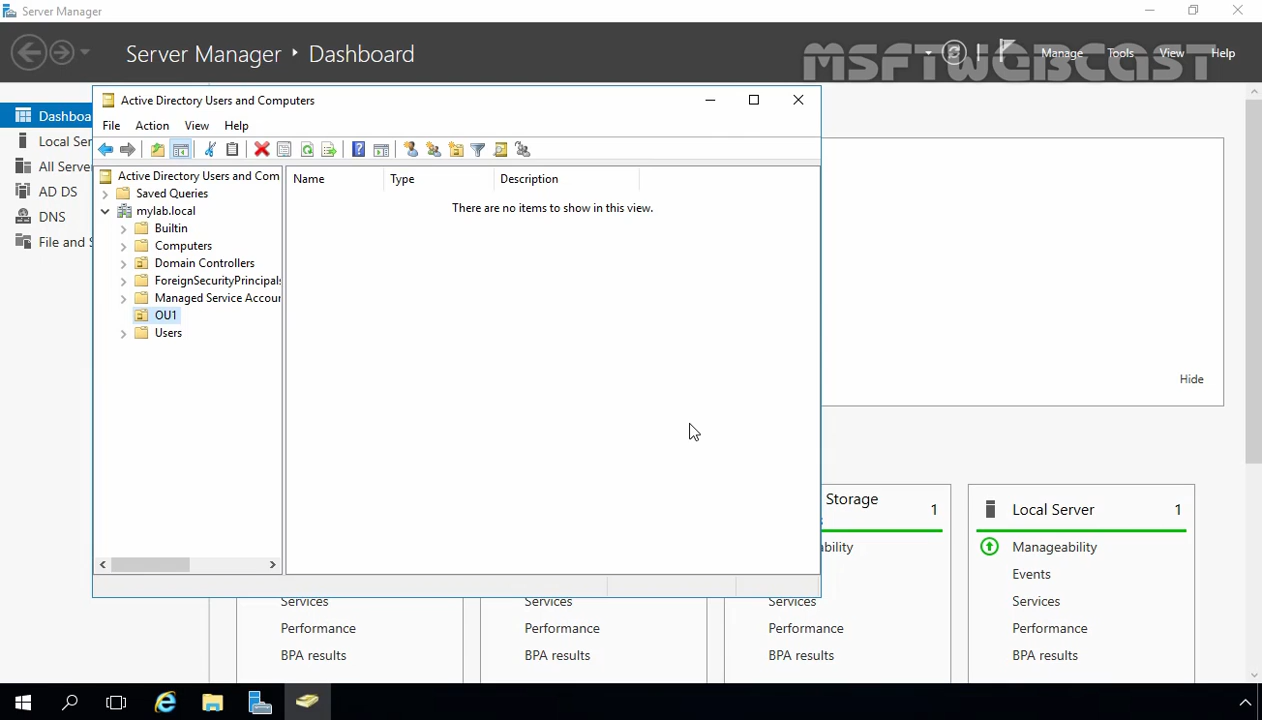 Server Manager
Server Manager ‣ Dashboard
Manage Tools View Help
MSFTWEBCAST
Dashboa
Local Ser
All Serve
AD DS
DNS
File and S
Active Directory Users and Computers
File Action View Help
Active Directory Users and Com
Saved Queries
mylab.local
Builtin
Computers
Domain Controllers
ForeignSecurityPrincipals
Managed Service Accour
OU1
Users
Name Type Description
There are no items to show in this view.
Hide
Storage 1
bility
Local Server 1
Manageability
Events
Services Services Services Services
Performance Performance Performance Performance
BPA results BPA results BPA results BPA results